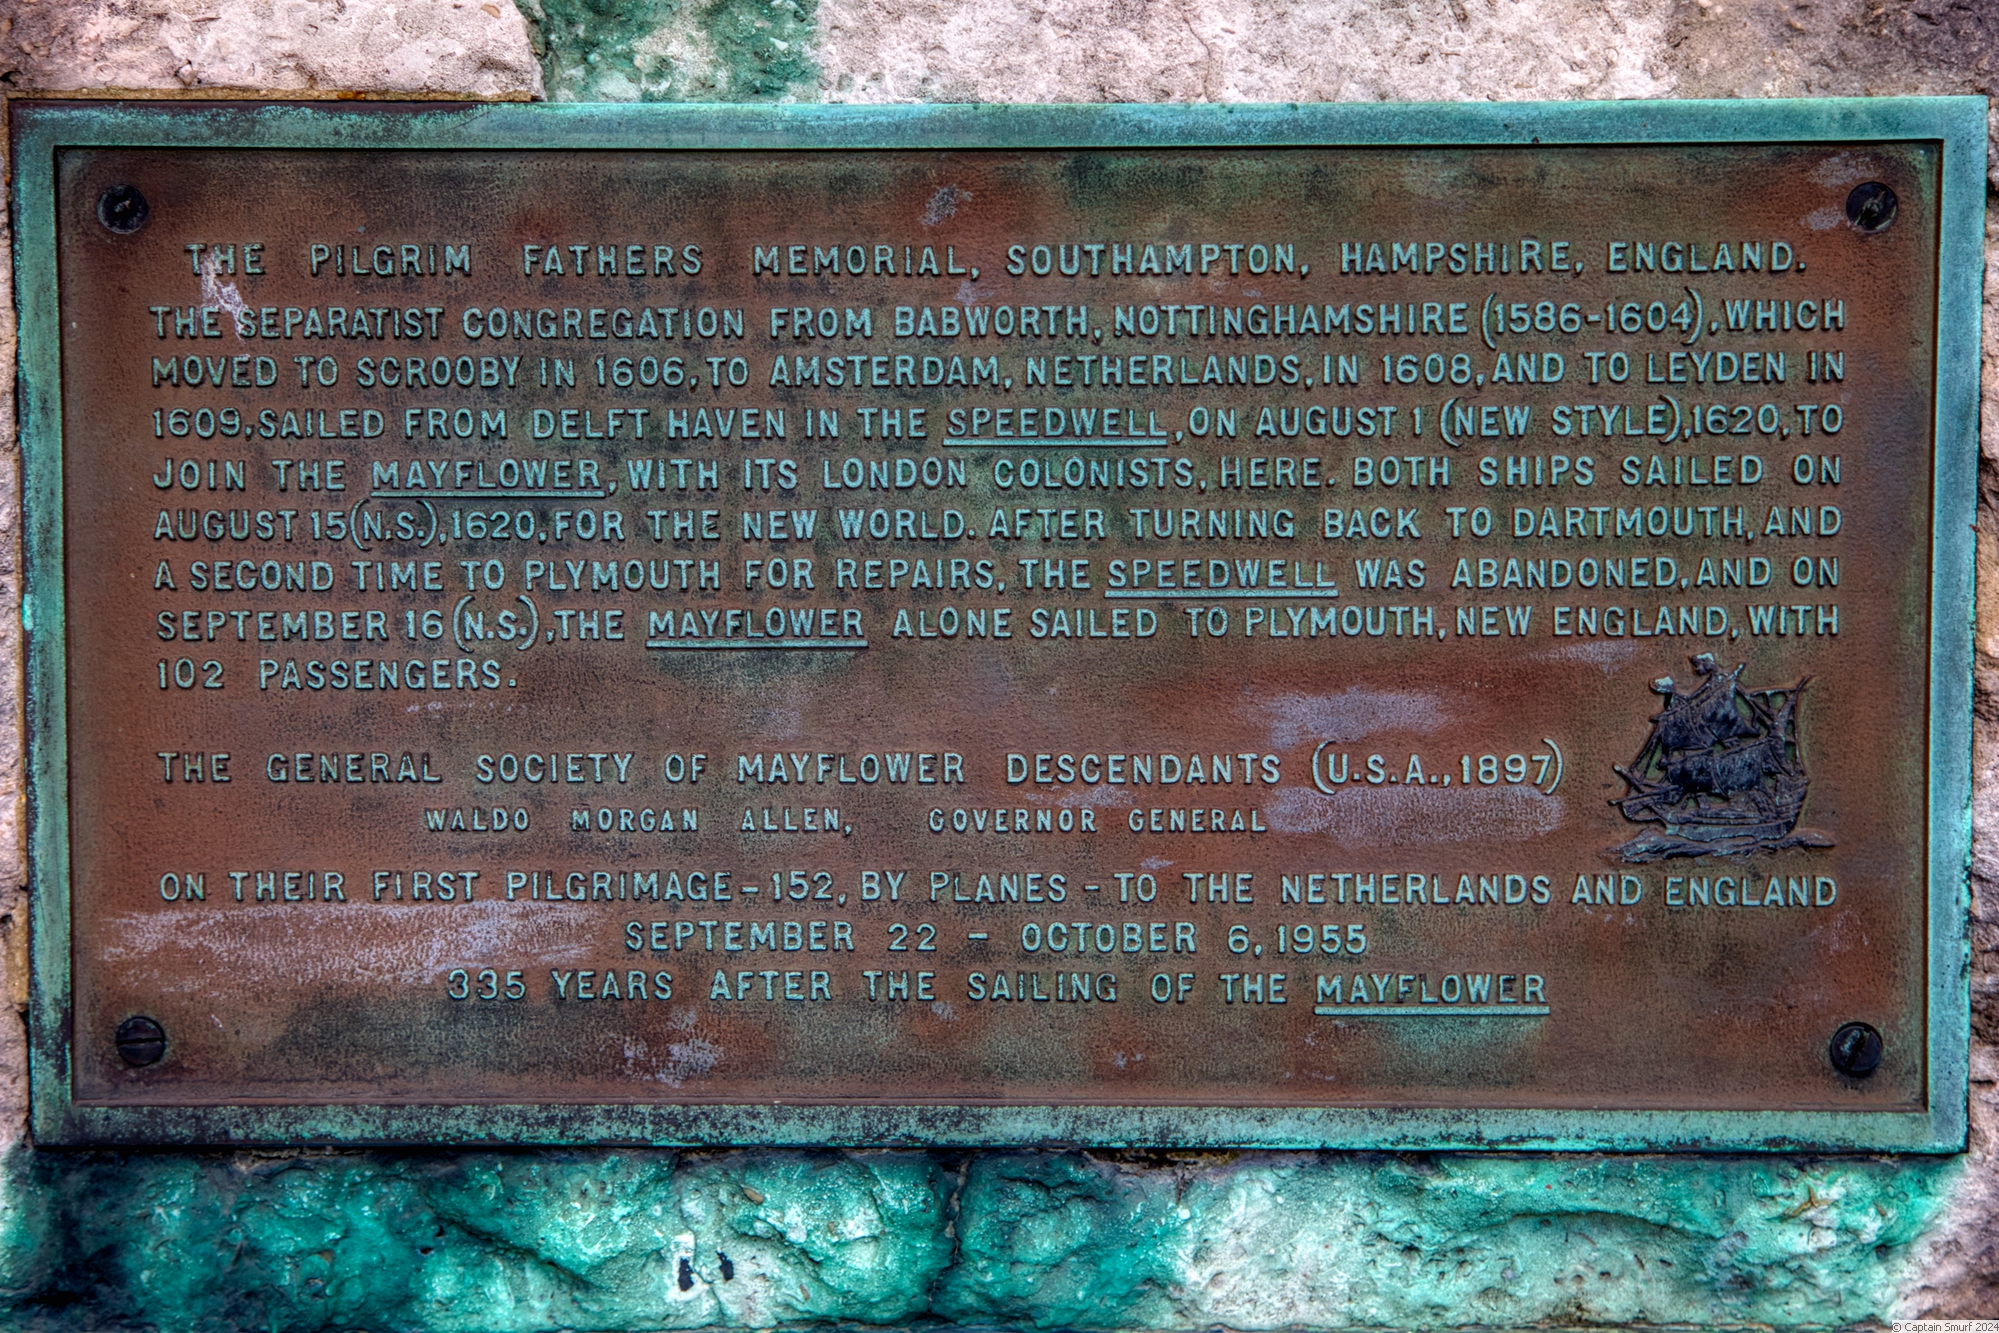 THE PILGRIM FATHERS MEMORIAL, SOUTHAMPTON, HAMPSHIRE, ENGLAND.
THE SEPARATIST CONGREGATION FROM BABWORTH, NOTTINGHAMSHIRE (1586-1604), WHICH
MOVED TO SCROOBY IN 1606, TO AMSTERDAM, NETHERLANDS, IN 1608, AND TO LEYDEN IN
1609, SAILED FROM DELFT HAVEN IN THE SPEEDWELL, ON AUGUST 1 (NEW STYLE), 1620, TO
JOIN THE MAYFLOWER, WITH ITS LONDON COLONISTS, HERE. BOTH SHIPS SAILED ON
AUGUST 15 (N.S.), 1620, FOR THE NEW WORLD. AFTER TURNING BACK TO DARTMOUTH, AND
A SECOND TIME TO PLYMOUTH FOR REPAIRS, THE SPEEDWELL WAS ABANDONED, AND ON
SEPTEMBER 16 (N.S.), THE MAYFLOWER ALONE SAILED TO PLYMOUTH, NEW ENGLAND, WITH
102 PASSENGERS.
THE GENERAL SOCIETY OF MAYFLOWER DESCENDANTS (U.S.A., 1897)
WALDO MORGAN ALLEN, GOVERNOR GENERAL
ON THEIR FIRST PILGRIMAGE - 152, BY PLANES - TO THE NETHERLANDS AND ENGLAND
SEPTEMBER 22 - OCTOBER 6, 1955
335 YEARS AFTER THE SAILING OF THE MAYFLOWER
© Captain Smurf 2024